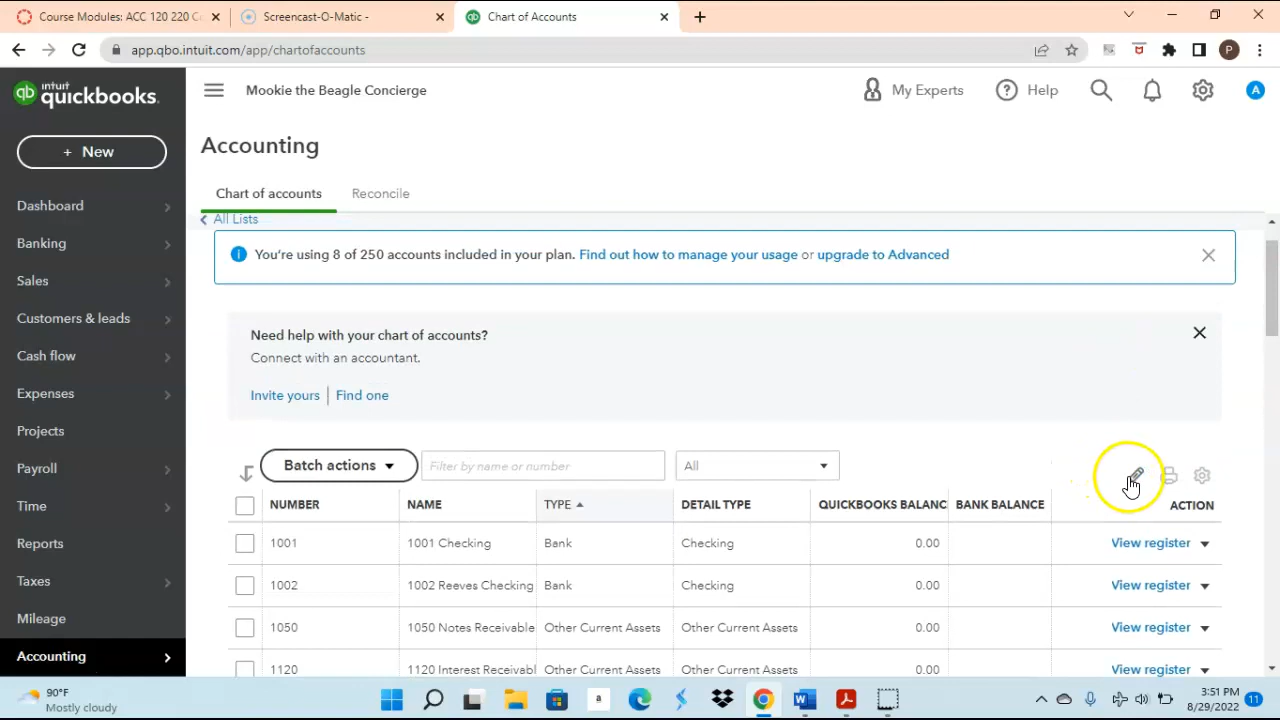 Course Modules: ACC 120 220 Co
Screencast-O-Matic -
Chart of Accounts
app.qbo.intuit.com/app/chartofaccounts
P
intuit
qb quickbooks.
Mookie the Beagle Concierge
My Experts
Help
A
+ New
Accounting
Chart of accounts
Reconcile
All Lists
Dashboard
Banking
Sales
Customers & leads
Cash flow
Expenses
Projects
Payroll
Time
Reports
Taxes
Mileage
Accounting
You're using 8 of 250 accounts included in your plan. Find out how to manage your usage or upgrade to Advanced
Need help with your chart of accounts?
Connect with an accountant.
Invite yours | Find one
Batch actions
Filter by name or number
All
NUMBER NAME TYPE DETAIL TYPE QUICKBOOKS BALANC BANK BALANCE ACTION
1001 1001 Checking Bank Checking 0.00 View register
1002 1002 Reeves Checking Bank Checking 0.00 View register
1050 1050 Notes Receivable Other Current Assets Other Current Assets 0.00 View register
1120 1120 Interest Receivabl Other Current Assets Other Current Assets 0.00 View register
90°F
Mostly cloudy
a
3:51 PM
8/29/2022
11